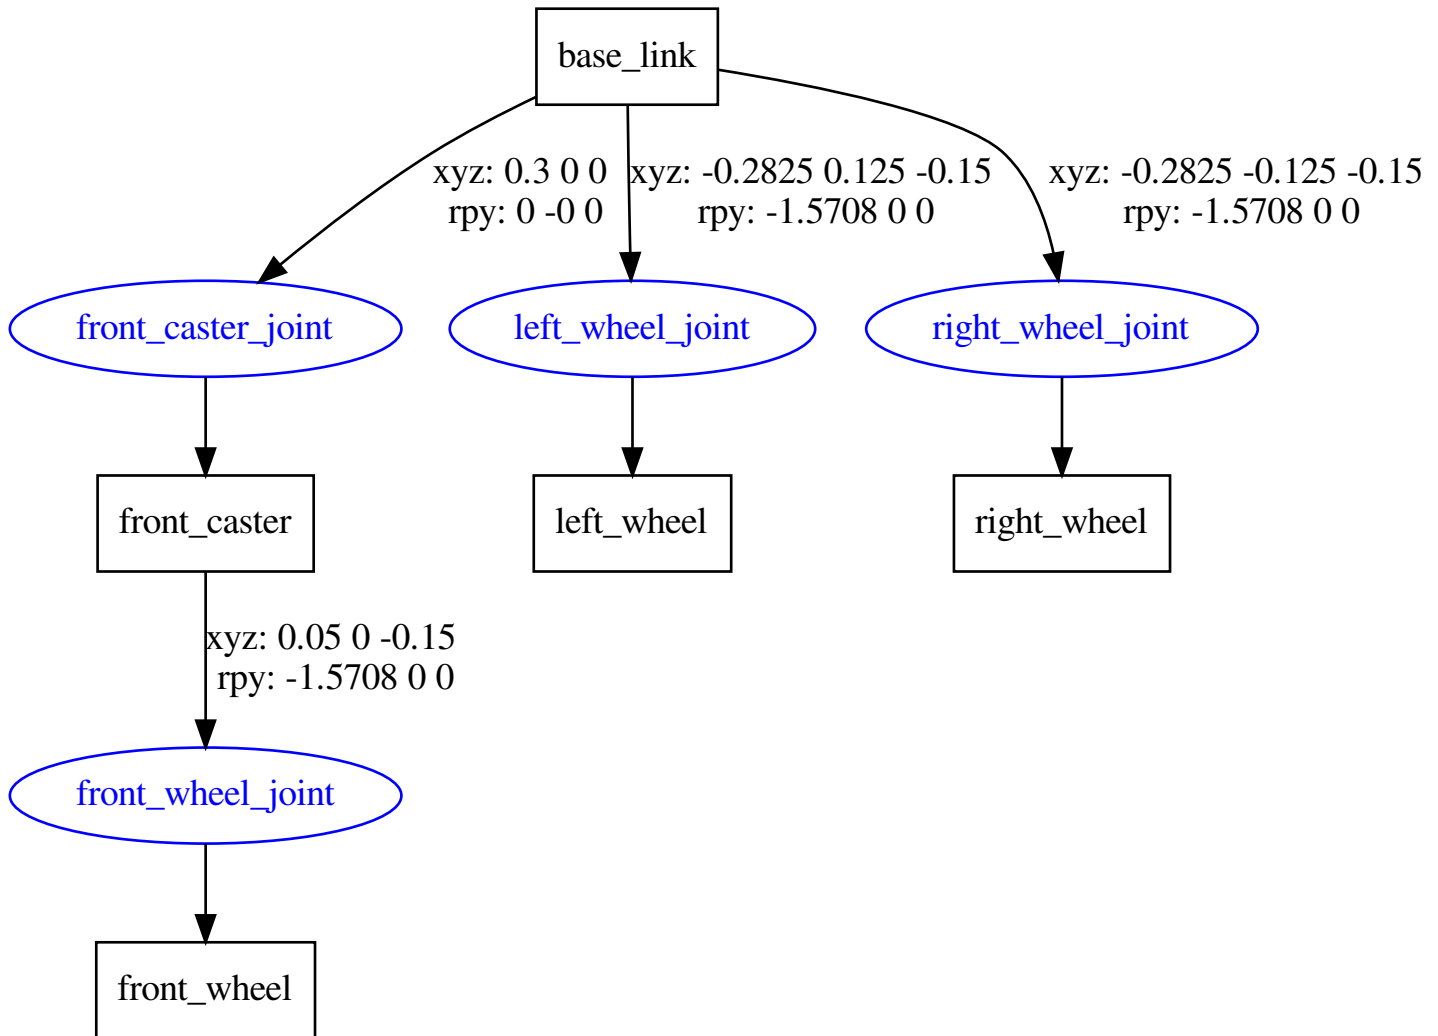 base_link
xyz: 0.3 0 0
rpy: 0 -0 0
xyz: -0.2825 0.125 -0.15
rpy: -1.5708 0 0
xyz: -0.2825 -0.125 -0.15
rpy: -1.5708 0 0
front_caster_joint
left_wheel_joint
right_wheel_joint
front_caster
left_wheel
right_wheel
xyz: 0.05 0 -0.15
rpy: -1.5708 0 0
front_wheel_joint
front_wheel